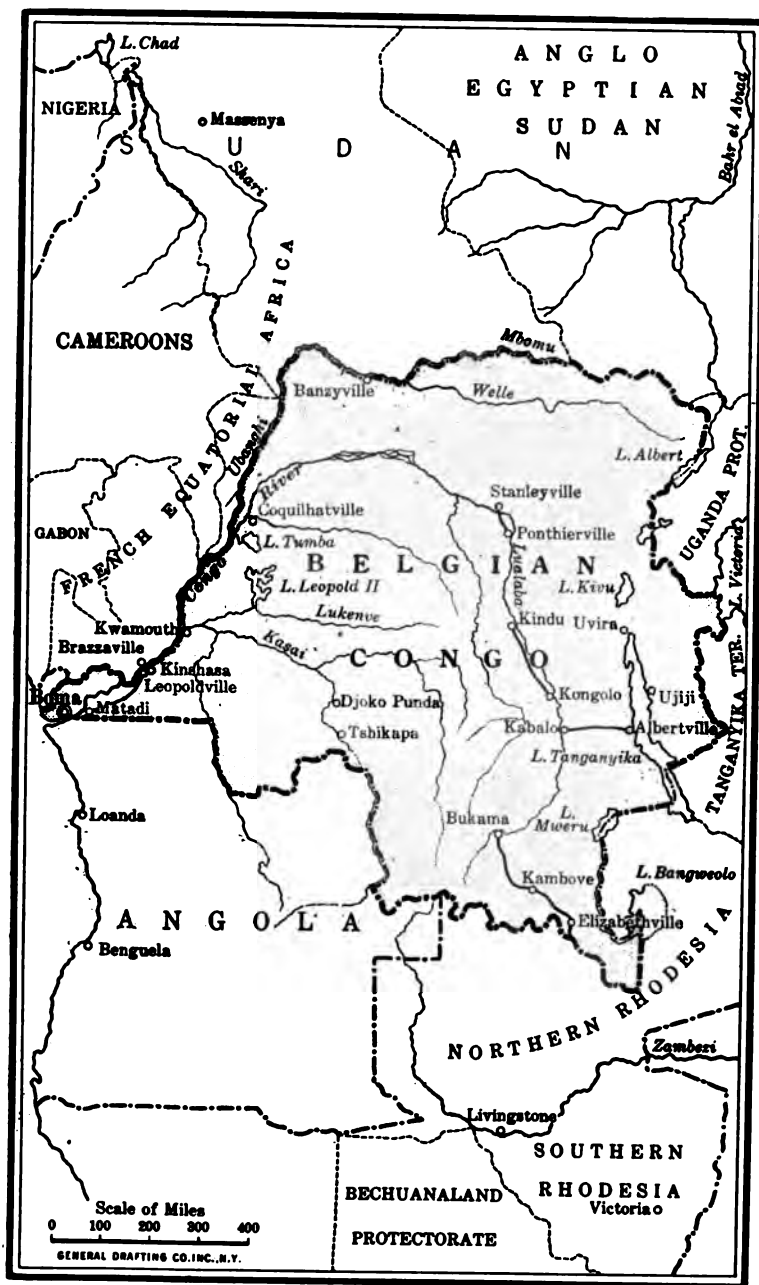 L. Chad
ANGLO
EGYPTIAN
SUDAN
NIGERIA
Massenya
SUDAN
Bahr el Abiad
Shari
FRENCH EQUATORIAL AFRICA
CAMEROONS
Mbomu
Banzyville
Welle
Ubanghi
L. Albert
UGANDA PROT.
River
Stanleyville
Coquilhatville
Ponthierville
GABON
L. Tumba
BELGIAN
Lualaba
L. Victoria
Congo
L. Leopold II
L. Kivu
Lukenye
Kwamouth
Kindu
Uvira
Brazzaville
Kasai
CONGO
Kinshasa
Leopoldville
Boma
Matadi
Djoko Punda
Kongolo
Ujiji
Tshikapa
Kabalo
Albertville
L. Tanganyika
TANGANYIKA TER.
Loanda
Bukama
L.
Mweru
L. Bangweolo
Kambove
ANGOLA
Elizabethville
Benguela
NORTHERN RHODESIA
Zambezi
Livingstone
SOUTHERN
RHODESIA
Victoria
BECHUANALAND
PROTECTORATE
Scale of Miles
0 100 200 300 400
GENERAL DRAFTING CO.INC.,N.Y.